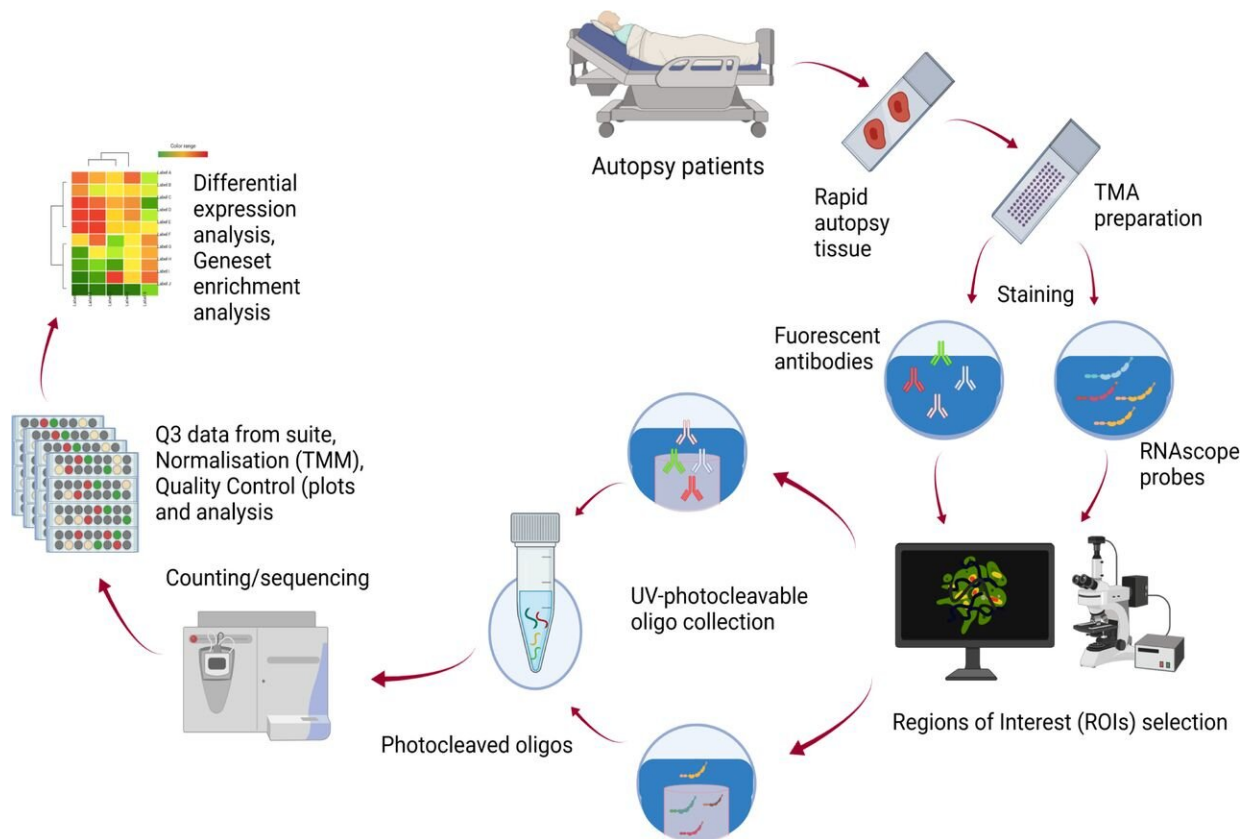 Autopsy patients
Rapid
autopsy
tissue
TMA
preparation
Staining
Fuorescent
antibodies
RNAscope
probes
Regions of Interest (ROIs) selection
UV-photocleavable
oligo collection
Photocleaved oligos
Counting/sequencing
Q3 data from suite,
Normalisation (TMM),
Quality Control (plots
and analysis
Differential
expression
analysis,
Geneset
enrichment
analysis
Color range